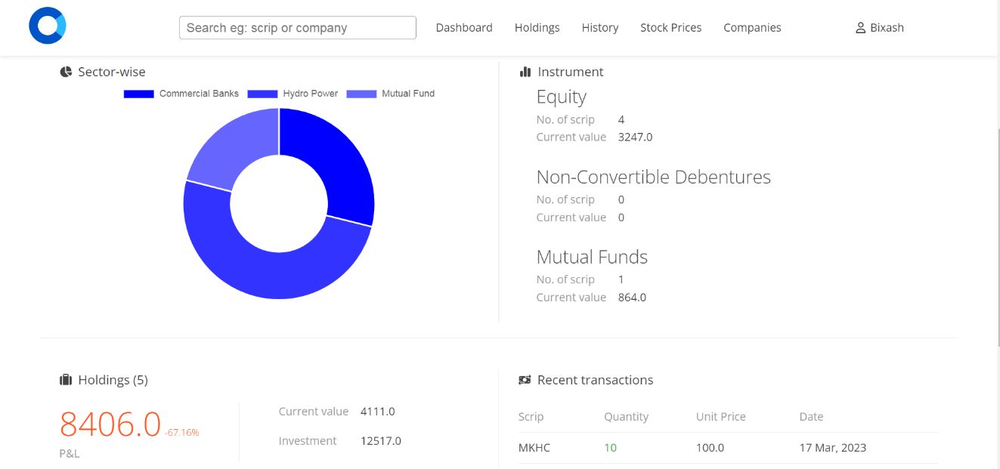 Search eg: scrip or company
Dashboard
Holdings
History
Stock Prices
Companies
Bixash
Sector-wise
Commercial Banks
Hydro Power
Mutual Fund
Instrument
Equity
No. of scrip 4
Current value 3247.0
Non-Convertible Debentures
No. of scrip 0
Current value 0
Mutual Funds
No. of scrip 1
Current value 864.0
Holdings (5)
8406.0 -67.16%
P&L
Current value 4111.0
Investment 12517.0
Recent transactions
Scrip Quantity Unit Price Date
MKHC 10 100.0 17 Mar, 2023